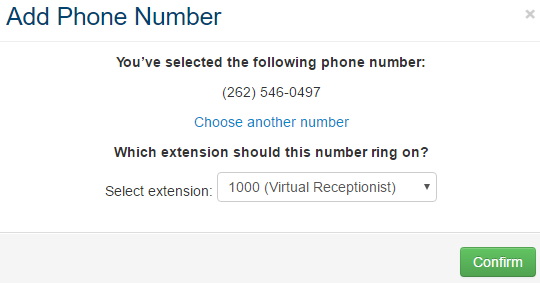 Add Phone Number
×
You’ve selected the following phone number:
(262) 546-0497
Choose another number
Which extension should this number ring on?
Select extension: 1000 (Virtual Receptionist)
Confirm